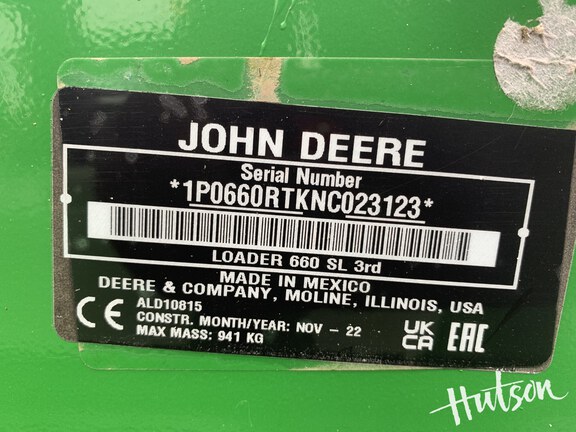 JOHN DEERE
Serial Number
*1P0660RTKNC023123*
LOADER 660 SL 3rd
MADE IN MEXICO
DEERE & COMPANY, MOLINE, ILLINOIS, USA
ALD10815
CONSTR. MONTH/YEAR: NOV - 22
MAX MASS: 941 KG
CE
UK
CA
EAC
Hutson